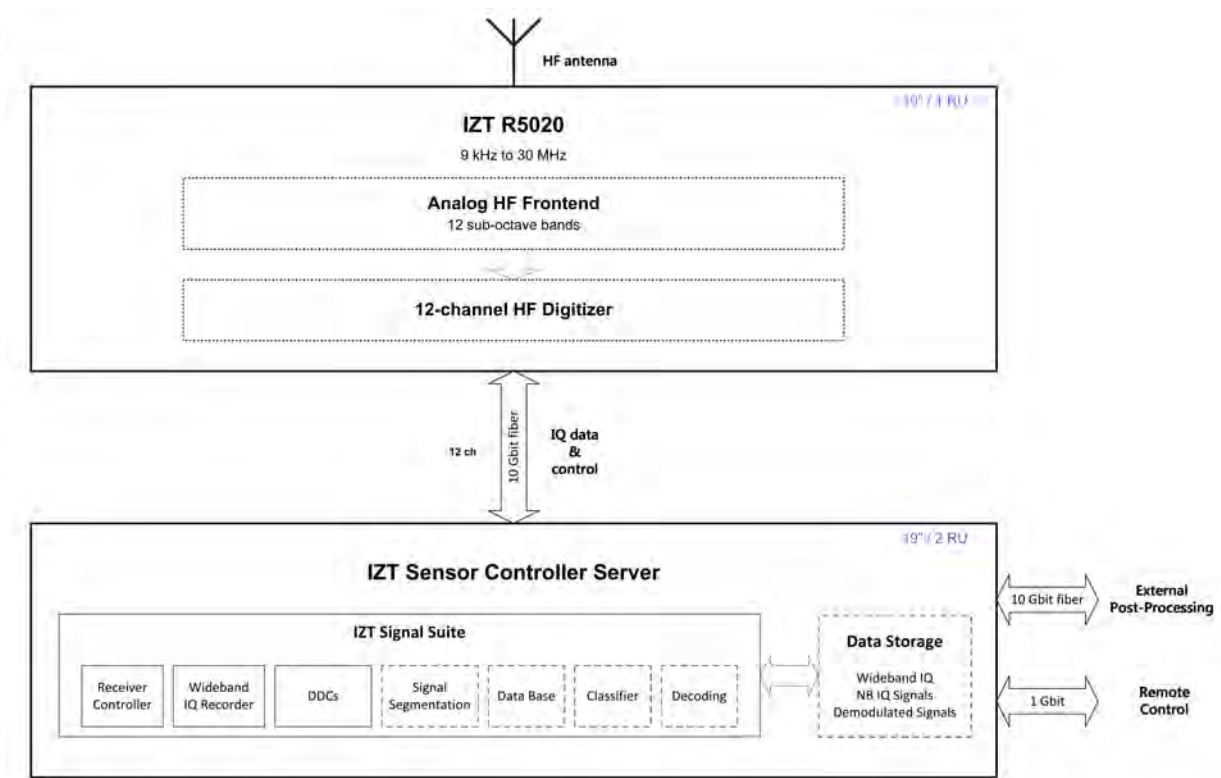 HF antenna
19" / 1 RU
IZT R5020
9 kHz to 30 MHz
Analog HF Frontend
12 sub-octave bands
12-channel HF Digitizer
12 ch
10 Gbit fiber
IQ data
&
control
19" / 2 RU
IZT Sensor Controller Server
IZT Signal Suite
Receiver
Controller
Wideband
IQ Recorder
DDCs
Signal
Segmentation
Data Base
Classifier
Decoding
Data Storage
Wideband IQ
NB IQ Signals
Demodulated Signals
10 Gbit fiber
External
Post-Processing
1 Gbit
Remote
Control